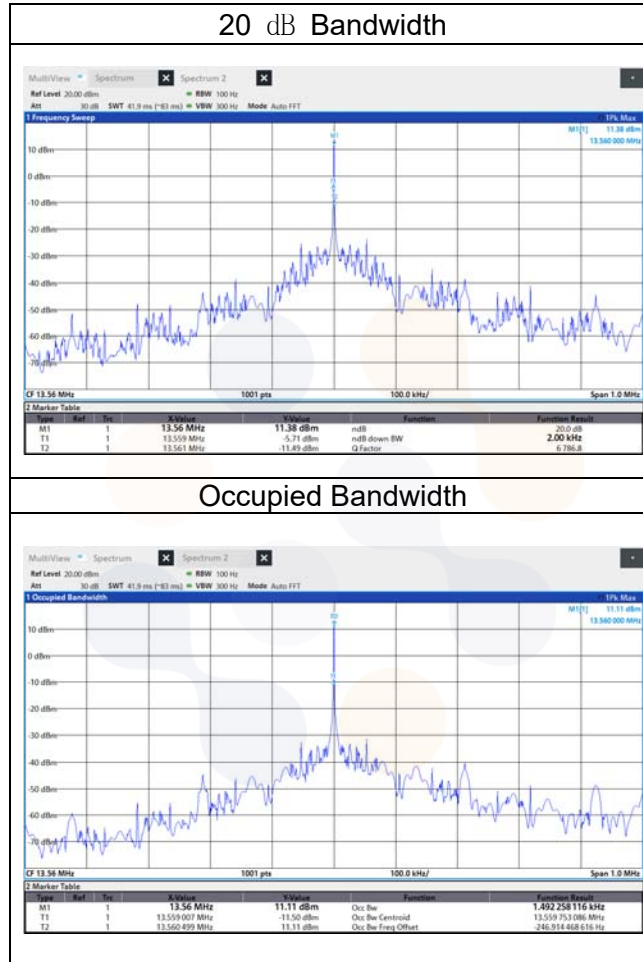 20 dB Bandwidth
MultiView Spectrum Spectrum 2
Ref Level 20.00 dBm RBW 100 Hz
Att 30 dB SWT 41.9 ms (~83 ms) VBW 300 Hz Mode Auto FFT
1 Frequency Sweep 1Pk Max
M1[1] 11.38 dBm
13.560 000 MHz
M1
10 dBm
0 dBm
-10 dBm
-20 dBm
-30 dBm
-40 dBm
-50 dBm
-60 dBm
-70 dBm
CF 13.56 MHz 1001 pts 100.0 kHz/ Span 1.0 MHz
2 Marker Table
Type Ref Trc X-Value Y-Value Function Function Result
M1 1 13.56 MHz 11.38 dBm ndB 20.0 dB
T1 1 13.559 MHz -5.71 dBm ndB down BW 2.00 kHz
T2 1 13.561 MHz -11.49 dBm Q Factor 6 786.8
Occupied Bandwidth
MultiView Spectrum Spectrum 2
Ref Level 20.00 dBm RBW 100 Hz
Att 30 dB SWT 41.9 ms (~83 ms) VBW 300 Hz Mode Auto FFT
1 Occupied Bandwidth 1Pk Max
M1[1] 11.11 dBm
13.560 000 MHz
10 dBm
0 dBm
-10 dBm
-20 dBm
-30 dBm
-40 dBm
-50 dBm
-60 dBm
-70 dBm
CF 13.56 MHz 1001 pts 100.0 kHz/ Span 1.0 MHz
2 Marker Table
Type Ref Trc X-Value Y-Value Function Function Result
M1 1 13.56 MHz 11.11 dBm Occ Bw 1.492 258 116 kHz
T1 1 13.559 007 MHz -11.50 dBm Occ Bw Centroid 13.559 753 086 MHz
T2 1 13.560 499 MHz 11.11 dBm Occ Bw Freq Offset -246.914 468 616 Hz